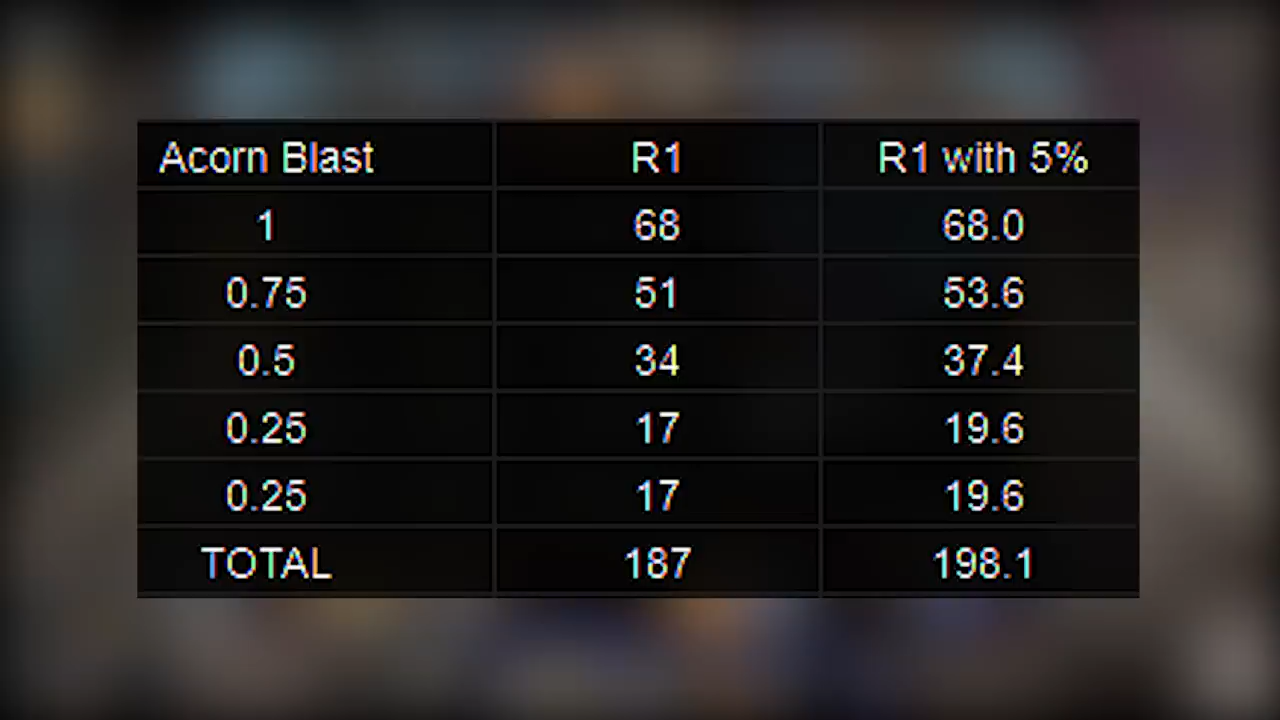 Acorn Blast R1 R1 with 5%
1 68 68.0
0.75 51 53.6
0.5 34 37.4
0.25 17 19.6
0.25 17 19.6
TOTAL 187 198.1